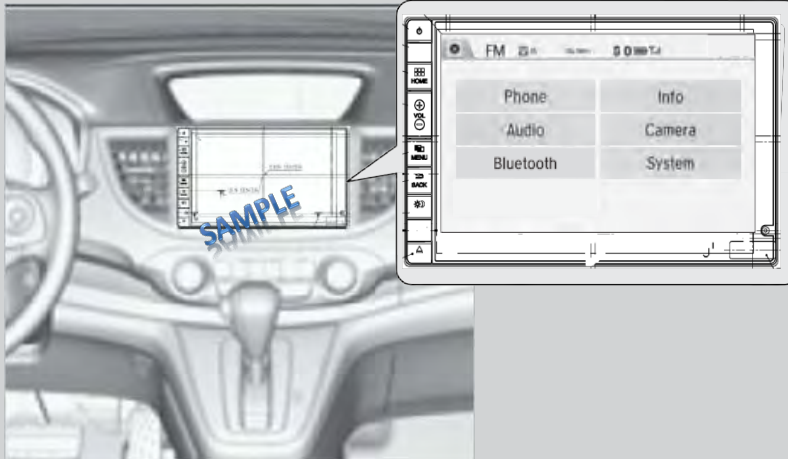 FM
HOME
VOL
MENU
BACK
Phone Info
Audio Camera
Bluetooth System
SAMPLE